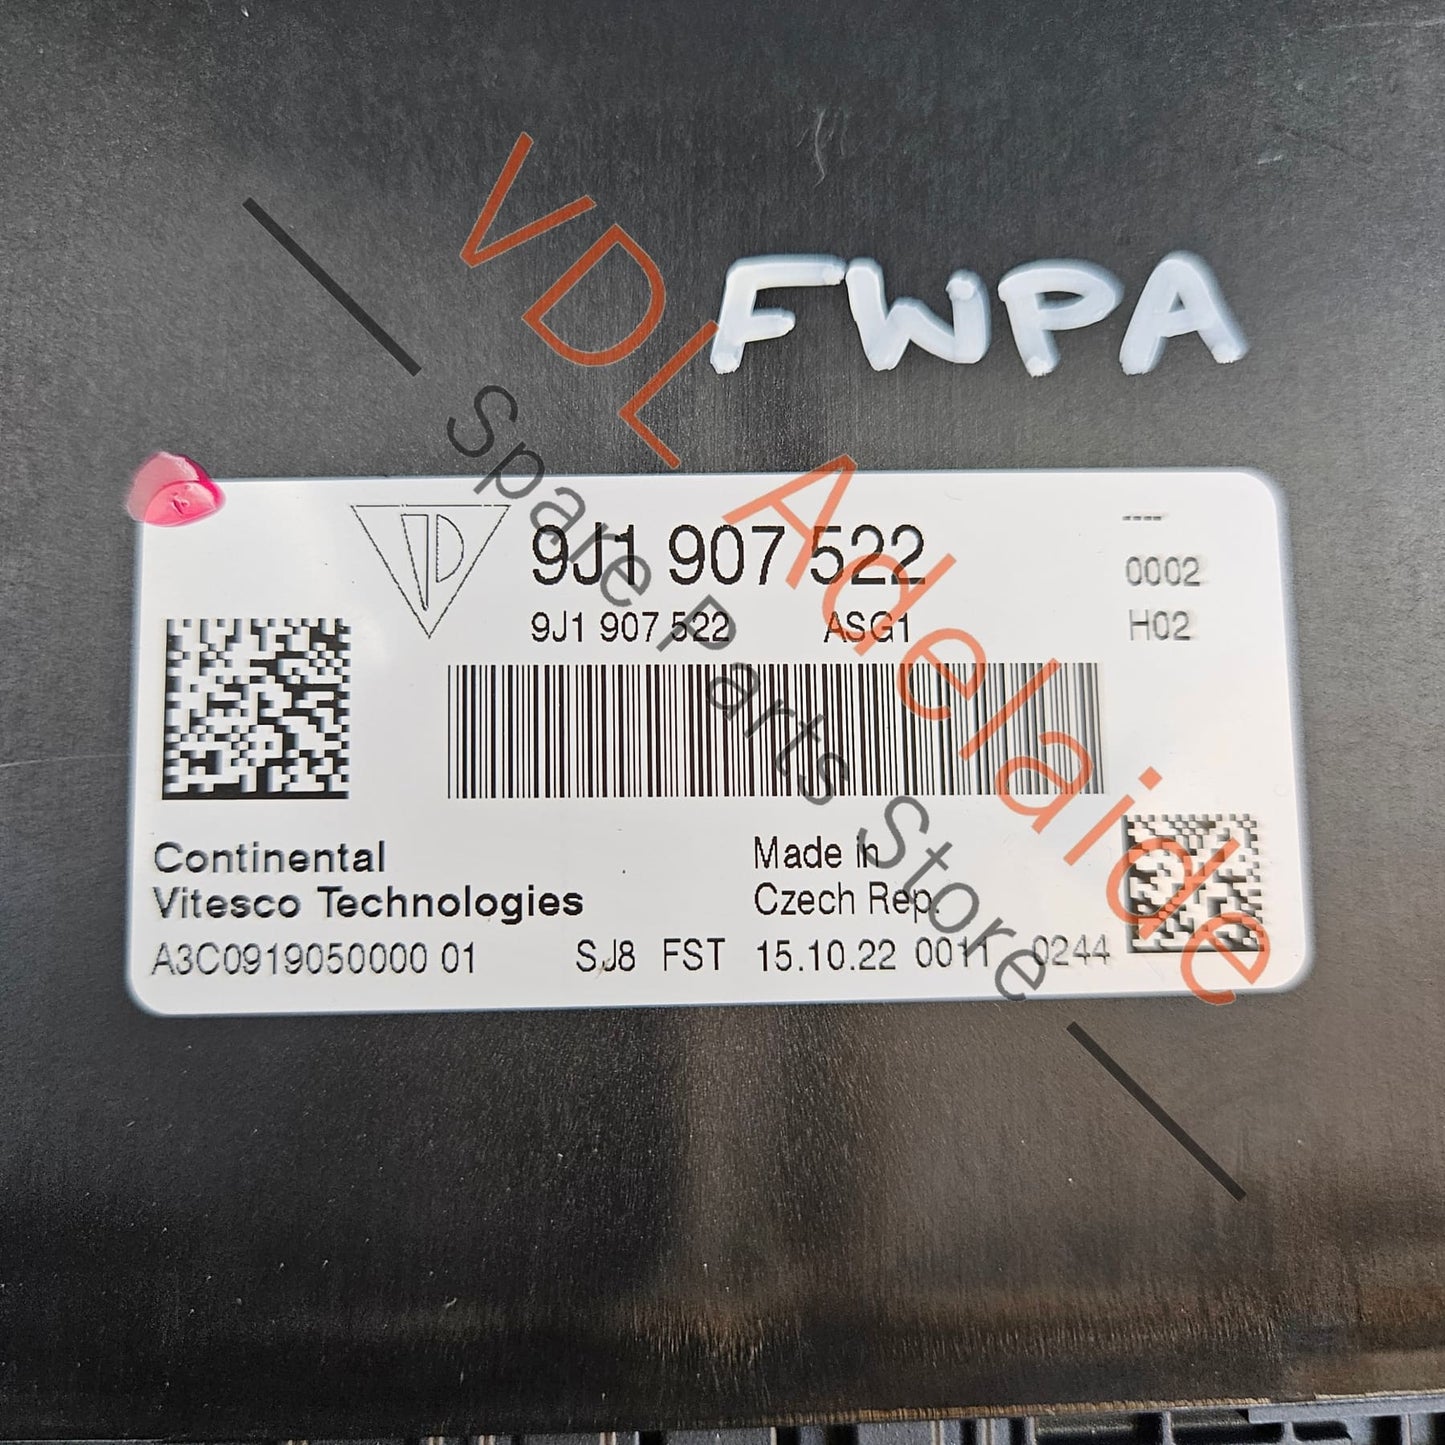 FWPA
9J1 907 522
----
0002
9J1 907 522 ASG1
H02
Continental
Vitesco Technologies
Made in
Czech Rep.
A3C0919050000 01 SJ8 FST 15.10.22 0011 0244
VDL Adelaide
Spare Parts Store